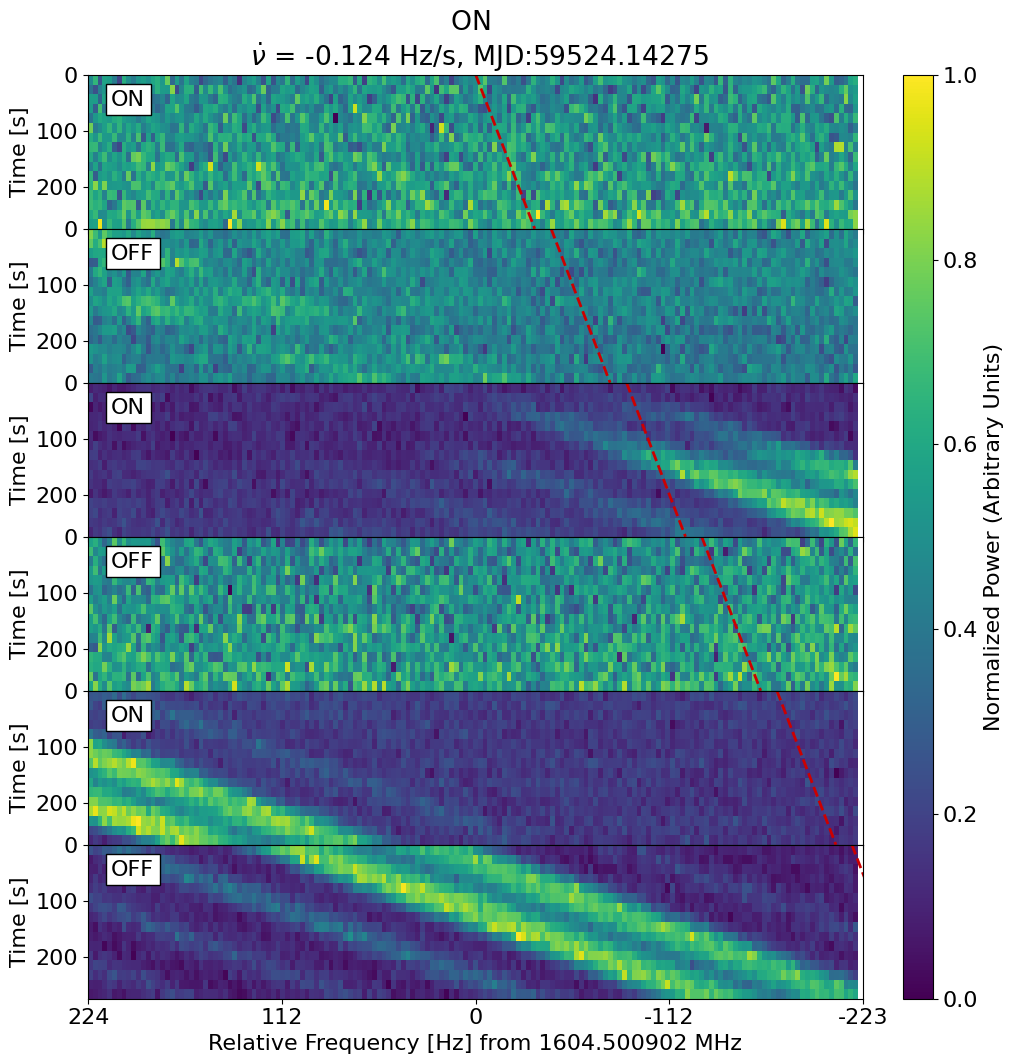 ON
ν̇ = -0.124 Hz/s, MJD:59524.14275
0
ON
100
200
Time [s]
0
OFF
100
200
Time [s]
0
ON
100
200
Time [s]
0
OFF
100
200
Time [s]
0
ON
100
200
Time [s]
0
OFF
100
200
Time [s]
224 112 0 -112 -223
Relative Frequency [Hz] from 1604.500902 MHz
1.0
0.8
0.6
0.4
0.2
0.0
Normalized Power (Arbitrary Units)